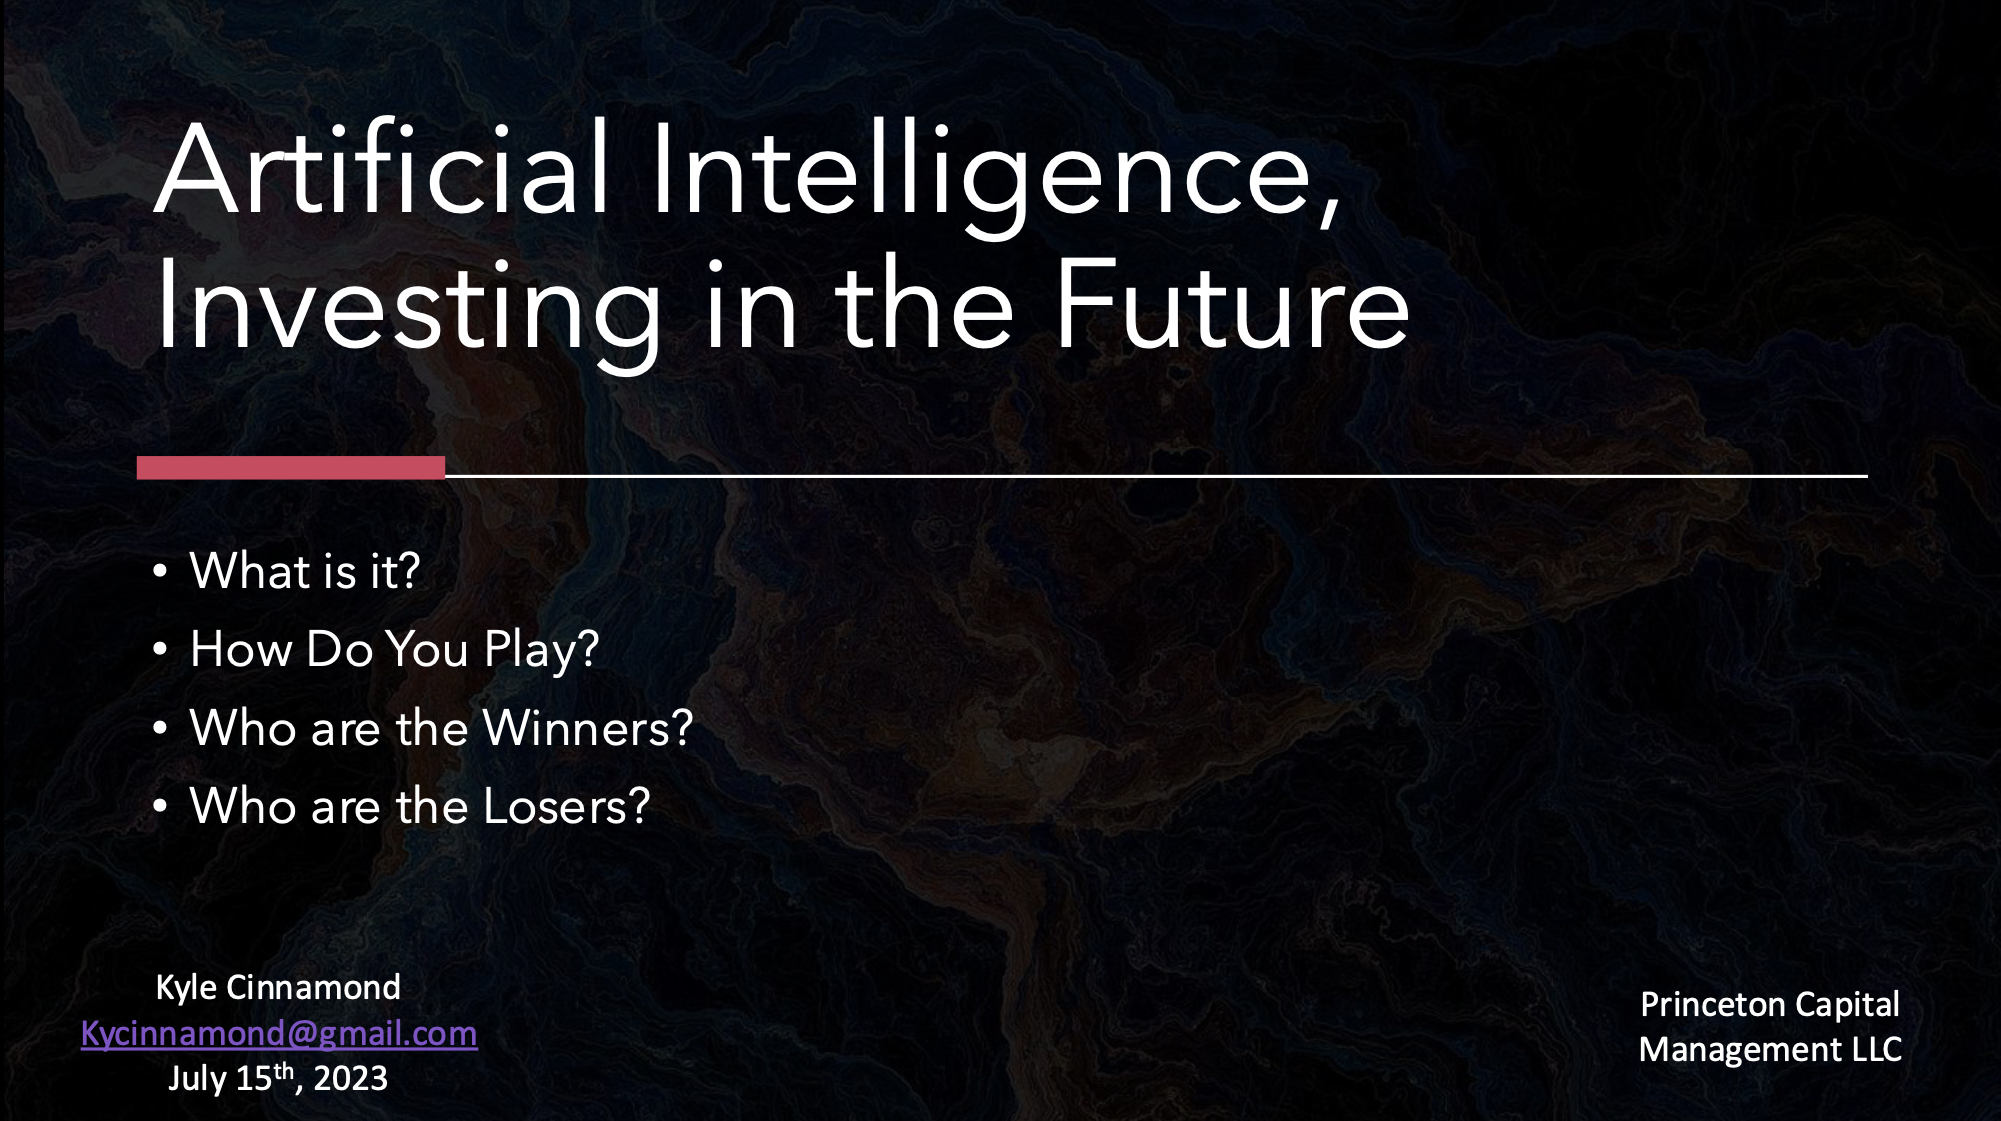 Artificial Intelligence,
Investing in the Future
• What is it?
• How Do You Play?
• Who are the Winners?
• Who are the Losers?
Kyle Cinnamond
Kycinnamond@gmail.com
July 15th, 2023
Princeton Capital
Management LLC